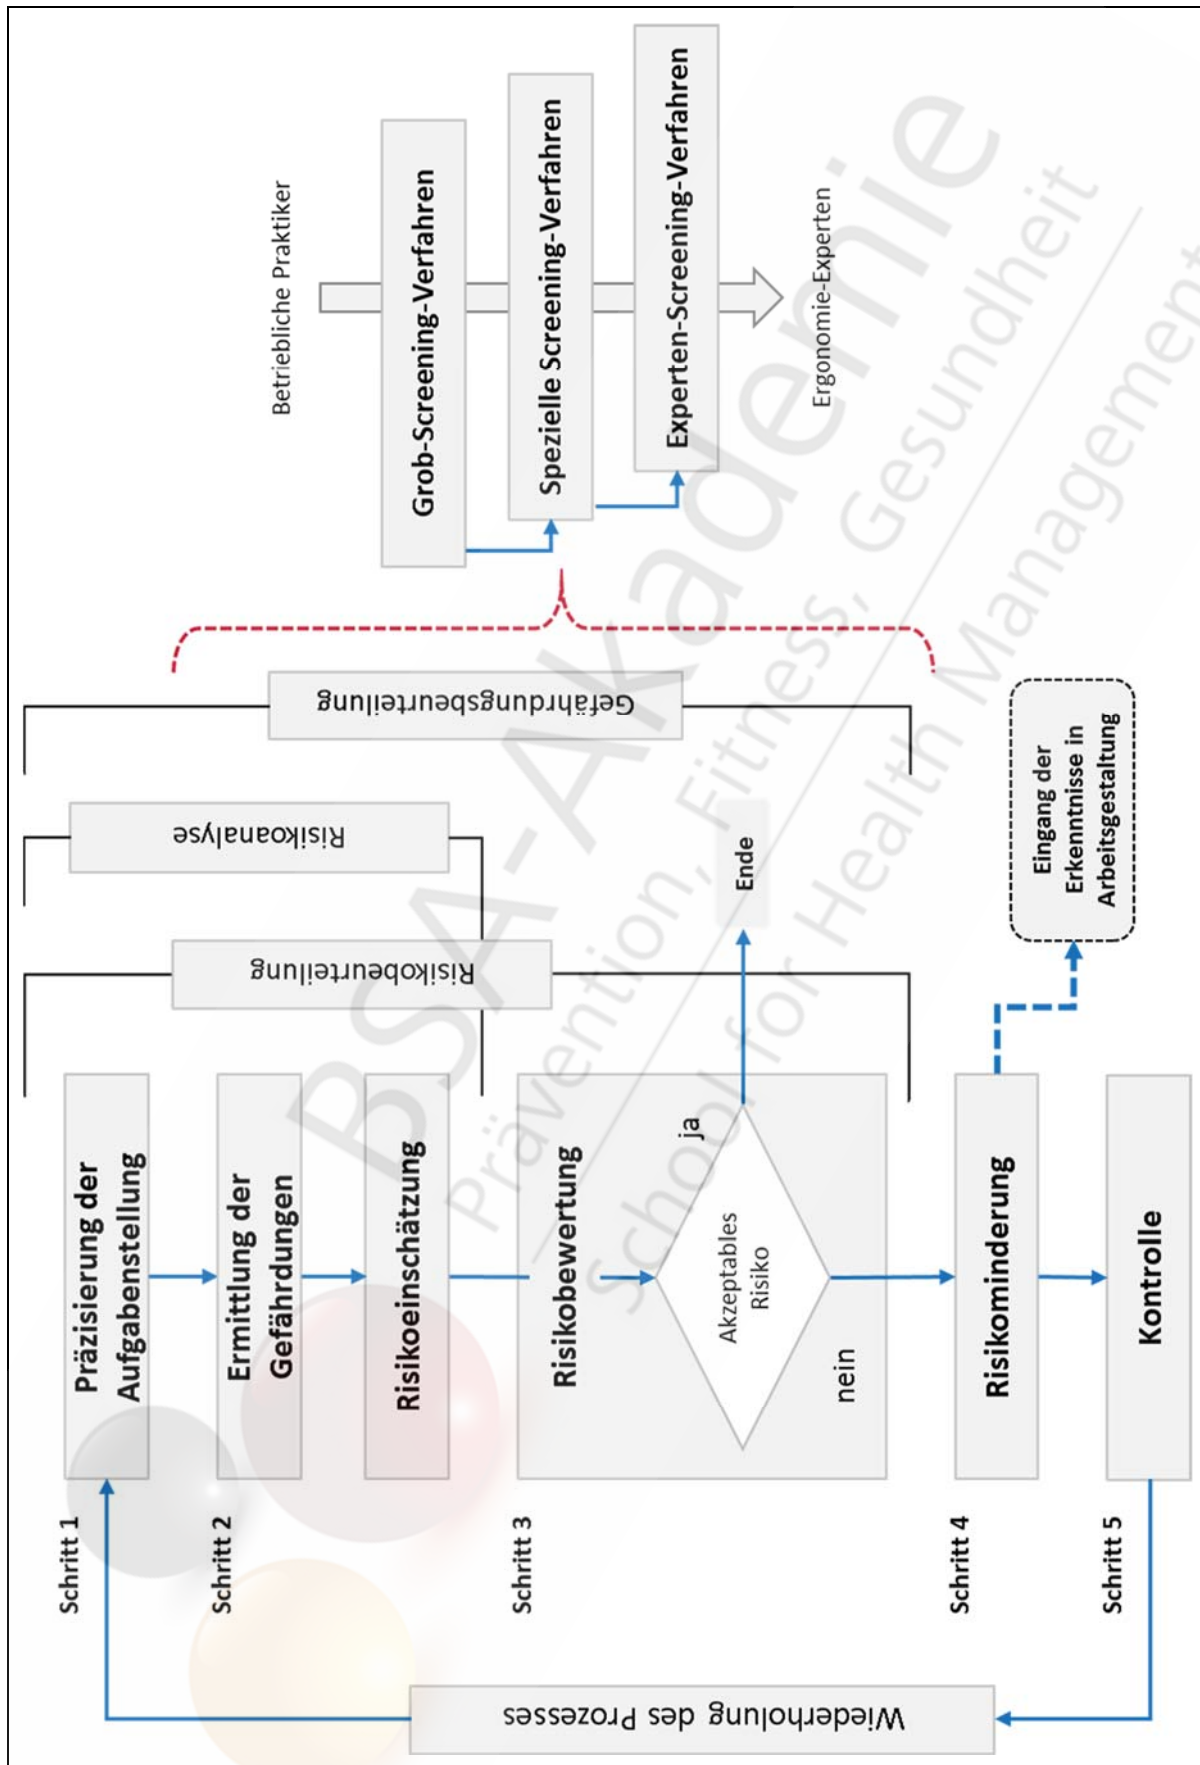 Schritt 1
Präzisierung der
Aufgabenstellung
Schritt 2
Ermittlung der
Gefährdungen
Risikoeinschätzung
Schritt 3
Risikobewertung
Akzeptables
Risiko
ja
nein
Ende
Schritt 4
Risikominderung
Schritt 5
Kontrolle
Wiederholung des Prozesses
Risikobeurteilung
Risikoanalyse
Gefährdungsbeurteilung
Eingang der
Erkenntnisse in
Arbeitsgestaltung
Betriebliche Praktiker
Grob-Screening-Verfahren
Spezielle Screening-Verfahren
Experten-Screening-Verfahren
Ergonomie-Experten
BSA-Akademie
Prävention, Fitness, Gesundheit
School for Health Management